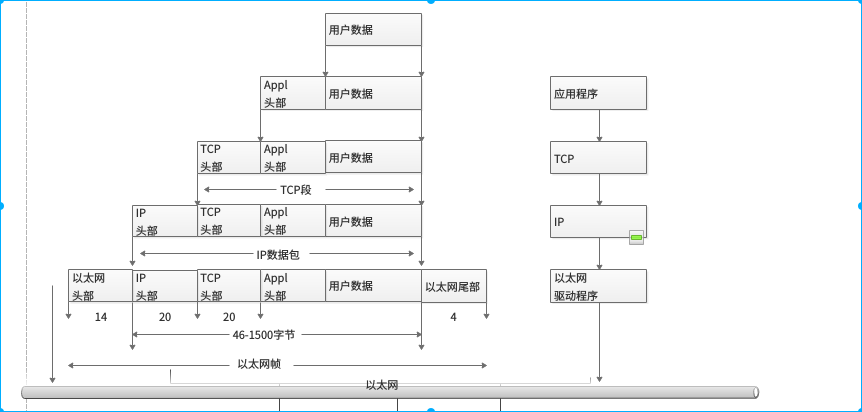 用户数据
Appl
头部
用户数据
应用程序
TCP
头部
Appl
头部
用户数据
TCP
TCP段
IP
头部
TCP
头部
Appl
头部
用户数据
IP
IP数据包
以太网
头部
IP
头部
TCP
头部
Appl
头部
用户数据
以太网尾部
以太网
驱动程序
14
20
20
4
46-1500字节
以太网帧
以太网